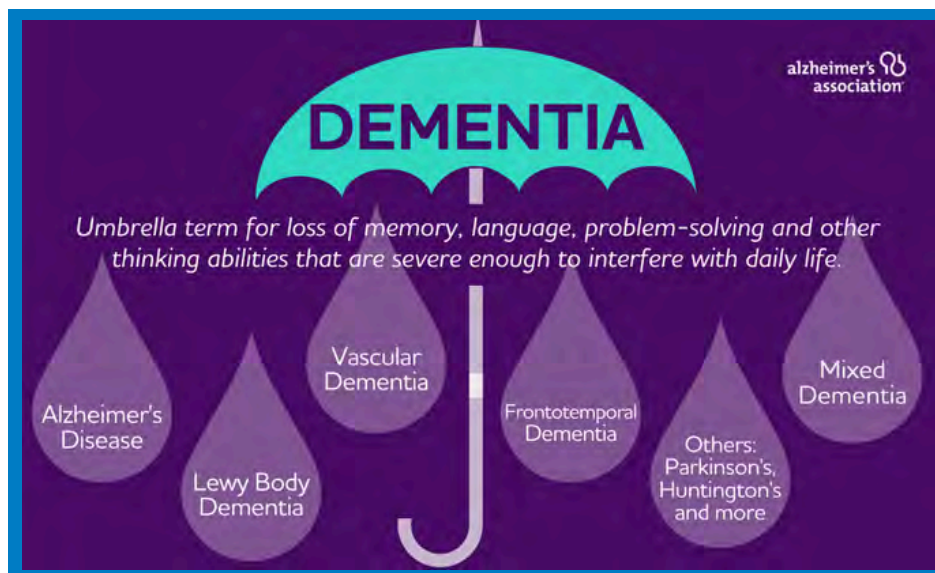 alzheimer's
association
DEMENTIA
Umbrella term for loss of memory, language, problem-solving and other
thinking abilities that are severe enough to interfere with daily life.
Alzheimer's
Disease
Lewy Body
Dementia
Vascular
Dementia
Frontotemporal
Dementia
Others:
Parkinson's,
Huntington's
and more
Mixed
Dementia